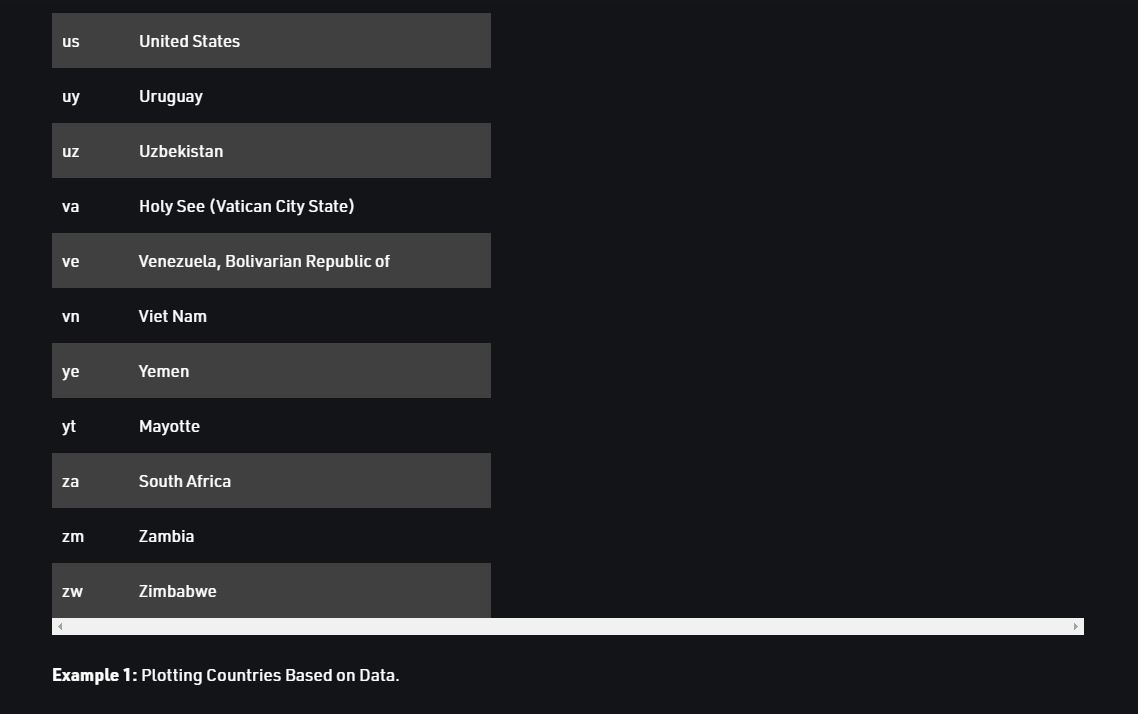 us United States
uy Uruguay
uz Uzbekistan
va Holy See (Vatican City State)
ve Venezuela, Bolivarian Republic of
vn Viet Nam
ye Yemen
yt Mayotte
za South Africa
zm Zambia
zw Zimbabwe
Example 1: Plotting Countries Based on Data.